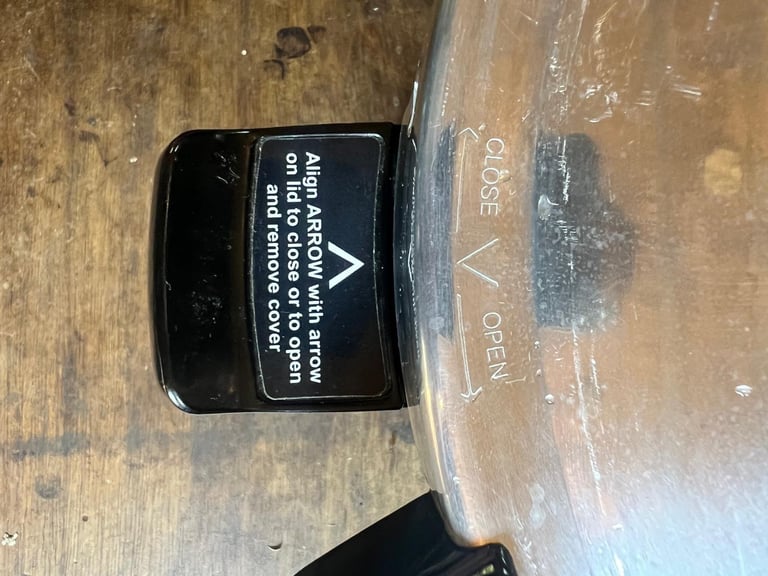 Align ARROW with arrow
on lid to close or to open
and remove cover
CLOSE
OPEN